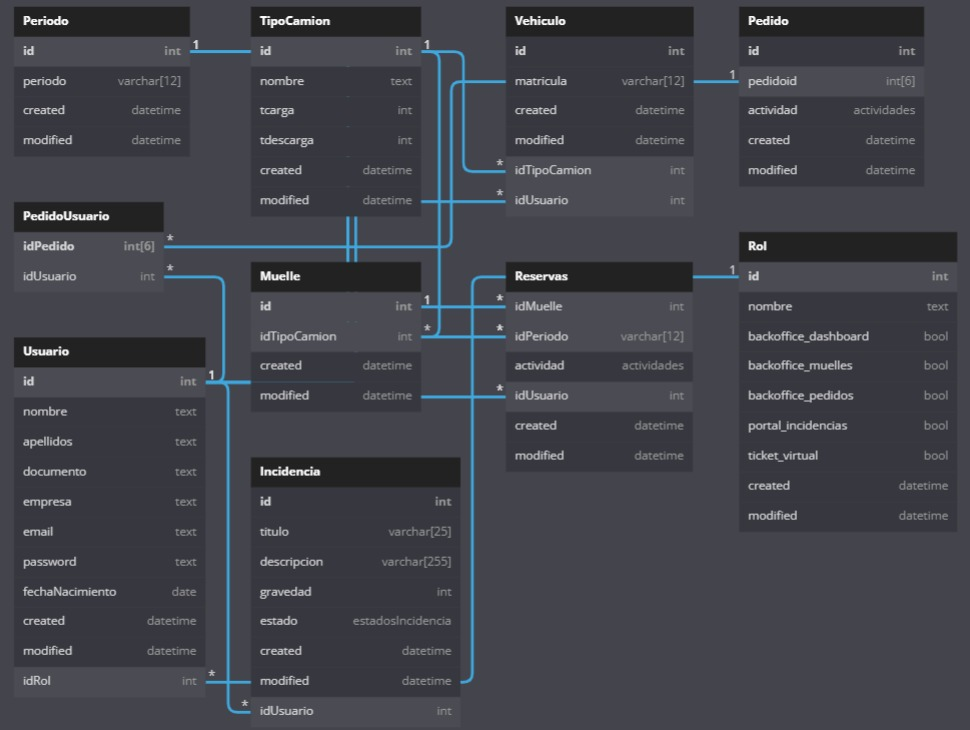 Periodo
id int
periodo varchar[12]
created datetime
modified datetime
1
TipoCamion
id int
nombre text
tcarga int
tdescarga int
created datetime
modified datetime
1
Vehiculo
id int
matricula varchar[12]
created datetime
modified datetime
* idTipoCamion int
* idUsuario int
Pedido
id int
1 pedidoid int[6]
actividad actividades
created datetime
modified datetime
PedidoUsuario
idPedido int[6] *
idUsuario int *
Muelle
id int 1
idTipoCamion int *
created datetime
modified datetime
Reservas
* idMuelle int
* idPeriodo varchar[12]
actividad actividades
* idUsuario int
created datetime
modified datetime
Rol
1 id int
nombre text
backoffice_dashboard bool
backoffice_muelles bool
backoffice_pedidos bool
portal_incidencias bool
ticket_virtual bool
created datetime
modified datetime
Usuario
id int 1
nombre text
apellidos text
documento text
empresa text
email text
password text
fechaNacimiento date
created datetime
modified datetime
idRol int *
Incidencia
id int
titulo varchar[25]
descripcion varchar[255]
gravedad int
estado estadosIncidencia
created datetime
modified datetime
* idUsuario int